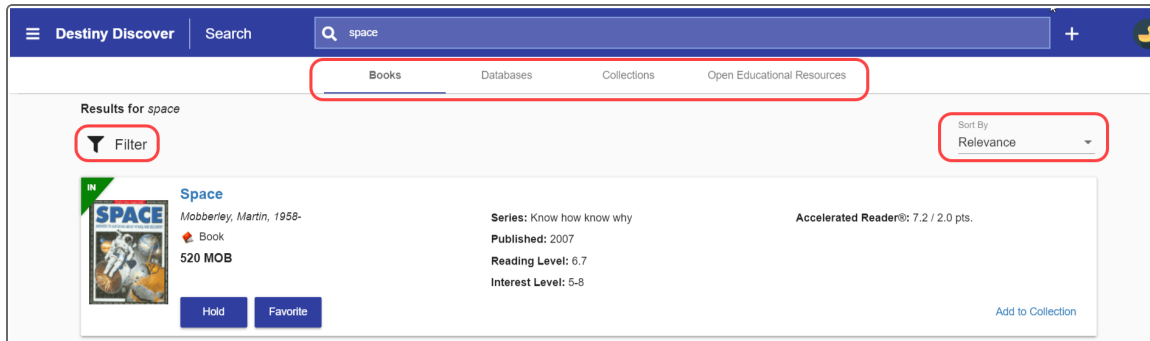 Destiny Discover Search space +
Books Databases Collections Open Educational Resources
Results for space
Filter
Sort By
Relevance
IN
SPACE
Space
Mobberley, Martin, 1958-
Book
520 MOB
Series: Know how know why
Published: 2007
Reading Level: 6.7
Interest Level: 5-8
Accelerated Reader®: 7.2 / 2.0 pts.
Hold Favorite
Add to Collection